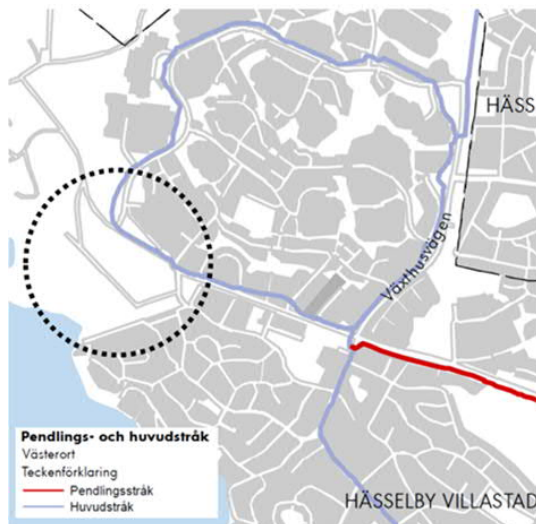 HÄSS
Växthusvägen
Pendlings- och huvudstråk
Västerort
Teckenförklaring
Pendlingsstråk
Huvudstråk
HÄSSELBY VILLASTAD